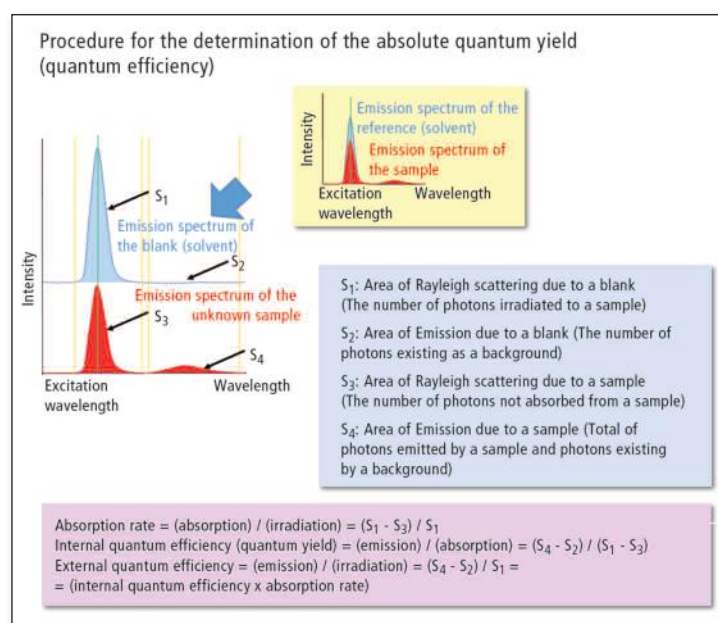 Procedure for the determination of the absolute quantum yield
(quantum efficiency)
Intensity
Emission spectrum of the
reference (solvent)
Emission spectrum of
the sample
Excitation
wavelength
Wavelength
Intensity
S1
Emission spectrum of
the blank (solvent)
S2
Emission spectrum of the
unknown sample
S3
S4
Excitation
wavelength
Wavelength
S1: Area of Rayleigh scattering due to a blank
(The number of photons irradiated to a sample)
S2: Area of Emission due to a blank (The number of
photons existing as a background)
S3: Area of Rayleigh scattering due to a sample
(The number of photons not absorbed from a sample)
S4: Area of Emission due to a sample (Total of
photons emitted by a sample and photons existing
by a background)
Absorption rate = (absorption) / (irradiation) = (S1 - S3) / S1
Internal quantum efficiency (quantum yield) = (emission) / (absorption) = (S4 - S2) / (S1 - S3)
External quantum efficiency = (emission) / (irradiation) = (S4 - S2) / S1 =
= (internal quantum efficiency x absorption rate)